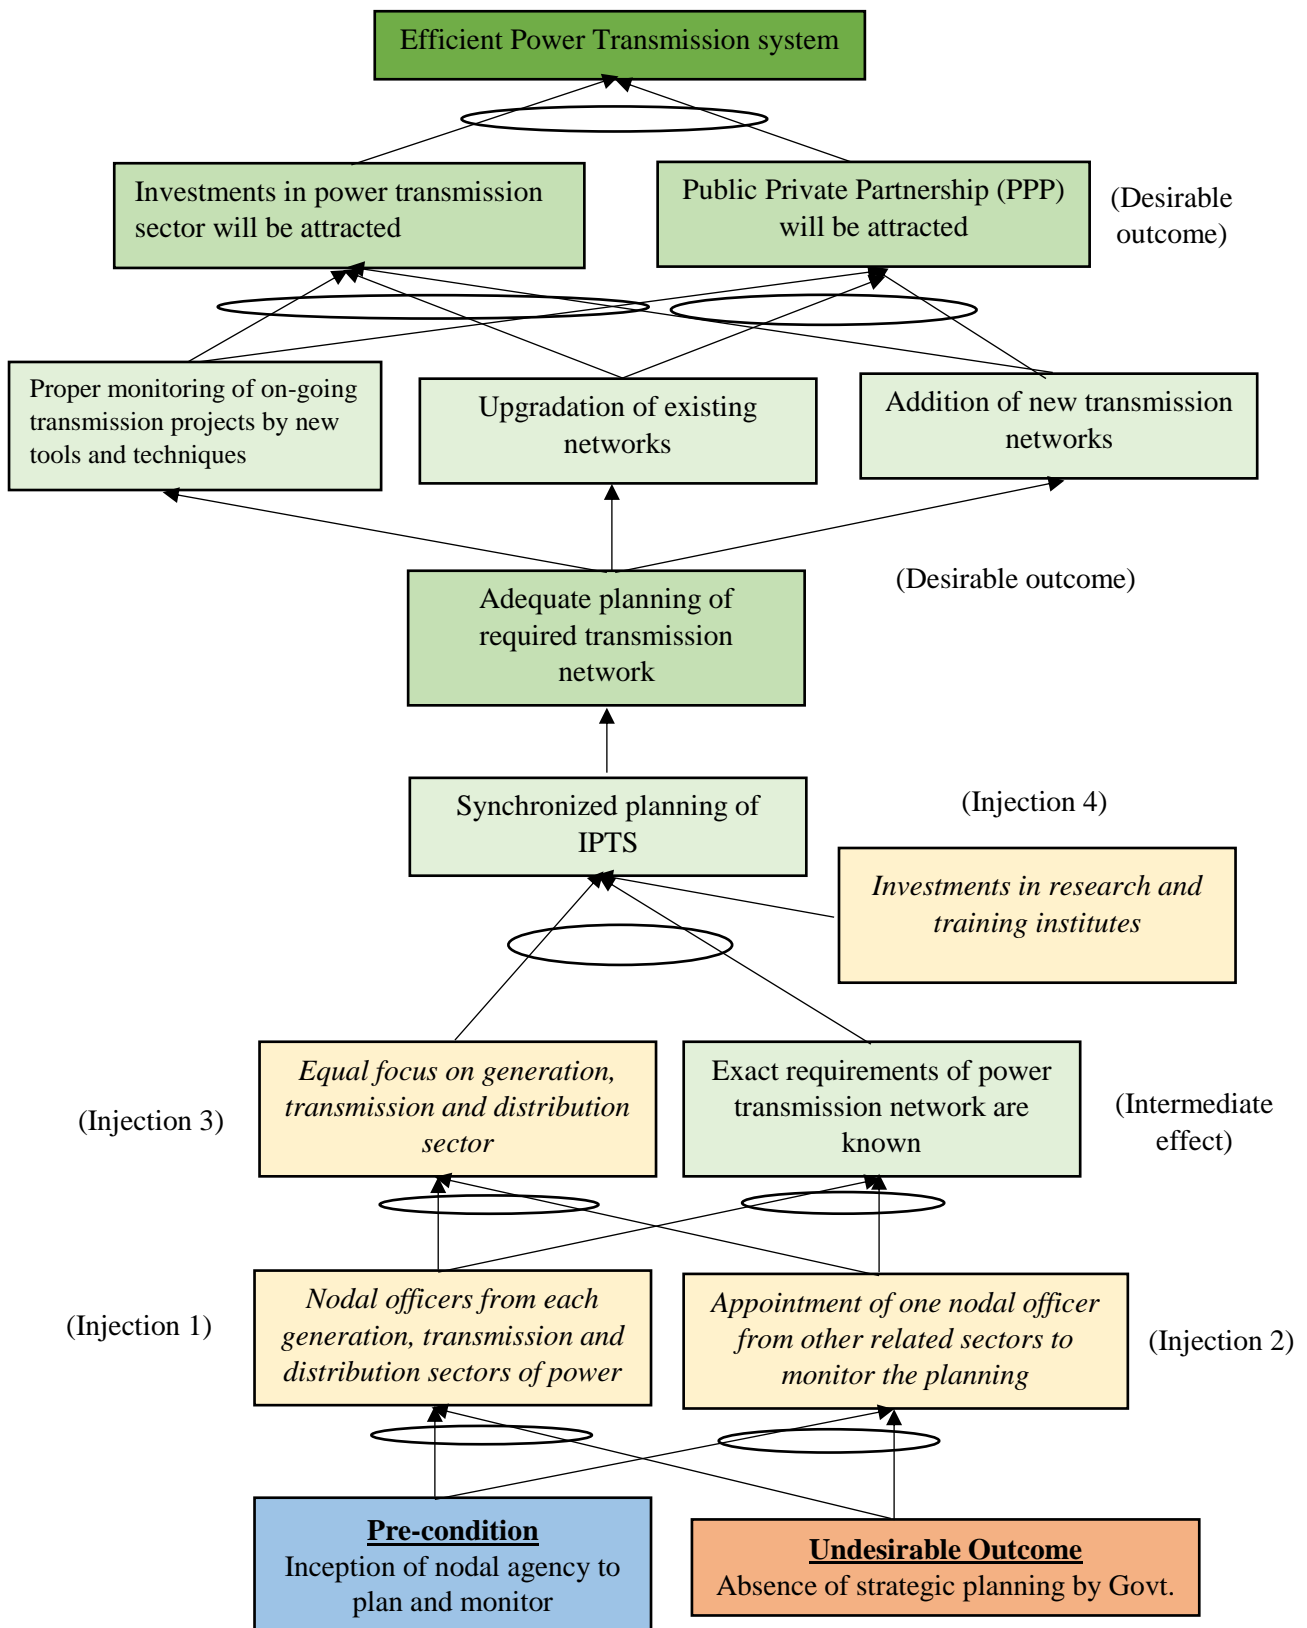 Efficient Power Transmission system
Investments in power transmission
sector will be attracted
Public Private Partnership (PPP)
will be attracted
(Desirable
outcome)
Proper monitoring of on-going
transmission projects by new
tools and techniques
Upgradation of existing
networks
Addition of new transmission
networks
(Desirable outcome)
Adequate planning of
required transmission
network
Synchronized planning of
IPTS
(Injection 4)
Investments in research and
training institutes
(Injection 3)
Equal focus on generation,
transmission and distribution
sector
Exact requirements of power
transmission network are
known
(Intermediate
effect)
(Injection 1)
Nodal officers from each
generation, transmission and
distribution sectors of power
Appointment of one nodal officer
from other related sectors to
monitor the planning
(Injection 2)
Pre-condition
Inception of nodal agency to
plan and monitor
Undesirable Outcome
Absence of strategic planning by Govt.